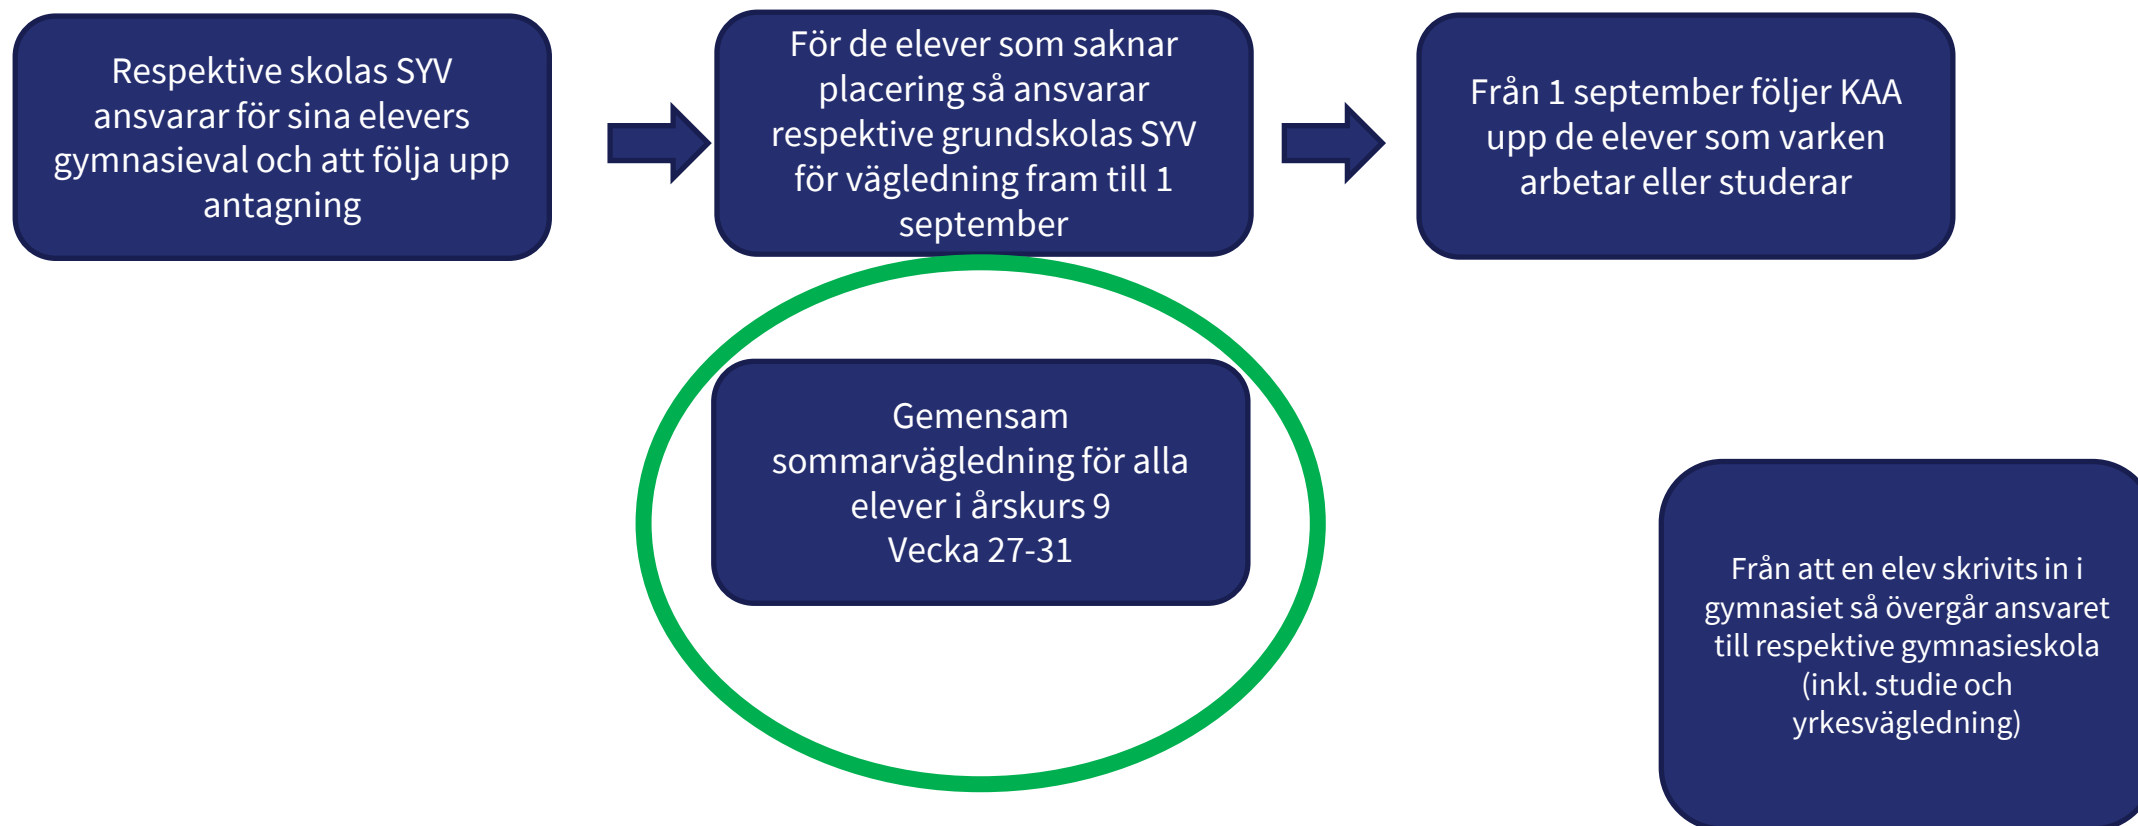 Respektive skolas SYV
ansvarar för sina elevers
gymnasieval och att följa upp
antagning
För de elever som saknar
placering så ansvarar
respektive grundskolas SYV
för vägledning fram till 1
september
Från 1 september följer KAA
upp de elever som varken
arbetar eller studerar
Gemensam
sommarvägledning för alla
elever i årskurs 9
Vecka 27-31
Från att en elev skrivits in i
gymnasiet så övergår ansvaret
till respektive gymnasieskola
(inkl. studie och
yrkesvägledning)